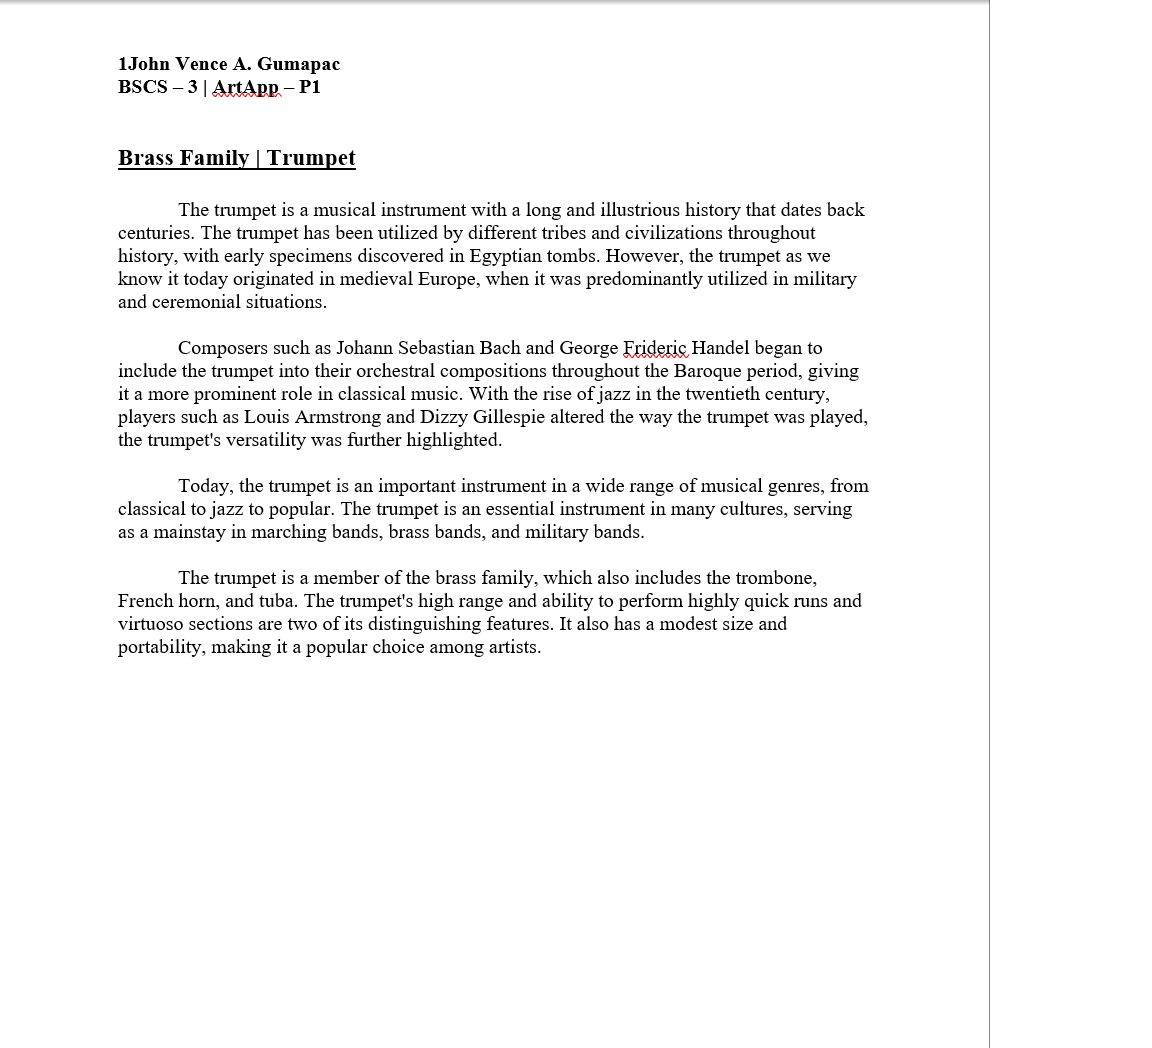 1John Vence A. Gumapac
BSCS – 3 | ArtApp – P1
Brass Family | Trumpet
The trumpet is a musical instrument with a long and illustrious history that dates back
centuries. The trumpet has been utilized by different tribes and civilizations throughout
history, with early specimens discovered in Egyptian tombs. However, the trumpet as we
know it today originated in medieval Europe, when it was predominantly utilized in military
and ceremonial situations.
Composers such as Johann Sebastian Bach and George Frideric Handel began to
include the trumpet into their orchestral compositions throughout the Baroque period, giving
it a more prominent role in classical music. With the rise of jazz in the twentieth century,
players such as Louis Armstrong and Dizzy Gillespie altered the way the trumpet was played,
the trumpet's versatility was further highlighted.
Today, the trumpet is an important instrument in a wide range of musical genres, from
classical to jazz to popular. The trumpet is an essential instrument in many cultures, serving
as a mainstay in marching bands, brass bands, and military bands.
The trumpet is a member of the brass family, which also includes the trombone,
French horn, and tuba. The trumpet's high range and ability to perform highly quick runs and
virtuoso sections are two of its distinguishing features. It also has a modest size and
portability, making it a popular choice among artists.